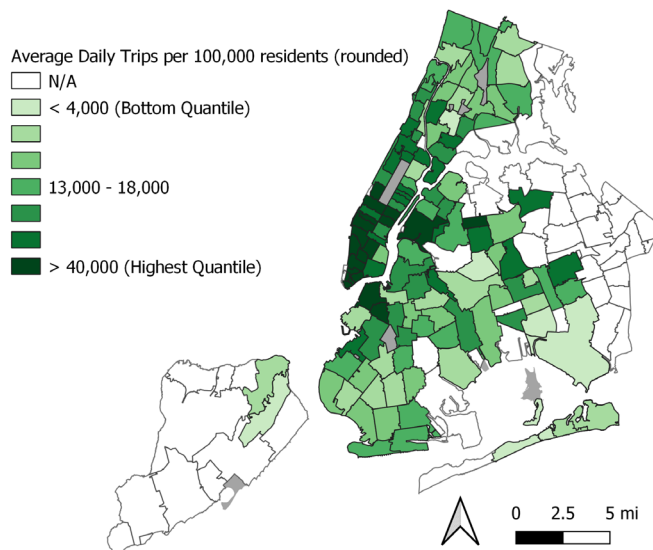 Average Daily Trips per 100,000 residents (rounded)
N/A
< 4,000 (Bottom Quantile)
13,000 - 18,000
> 40,000 (Highest Quantile)
0 2.5 5 mi